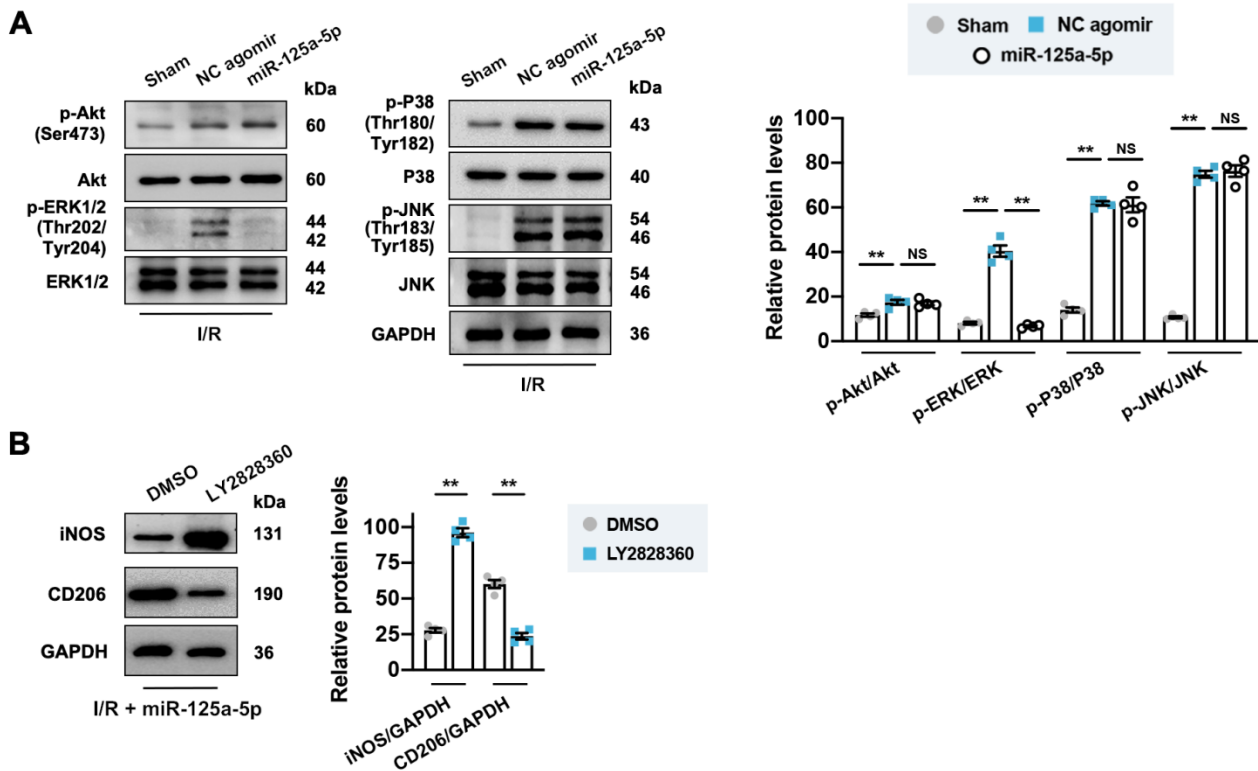 A
Sham
NC agomir
miR-125a-5p
kDa
p-Akt
(Ser473)
60
Akt
60
p-ERK1/2
(Thr202/
Tyr204)
44
42
ERK1/2
44
42
I/R
Sham
NC agomir
miR-125a-5p
kDa
p-P38
(Thr180/
Tyr182)
43
P38
40
p-JNK
(Thr183/
Tyr185)
54
46
JNK
54
46
GAPDH
36
I/R
Sham NC agomir
miR-125a-5p
Relative protein levels
100
80
60
40
20
0
** NS
** **
** NS
** NS
p-Akt/Akt
p-ERK/ERK
p-P38/P38
p-JNK/JNK
B
DMSO
LY2828360
kDa
iNOS
131
CD206
190
GAPDH
36
I/R + miR-125a-5p
Relative protein levels
100
75
50
25
0
** **
iNOS/GAPDH
CD206/GAPDH
DMSO
LY2828360